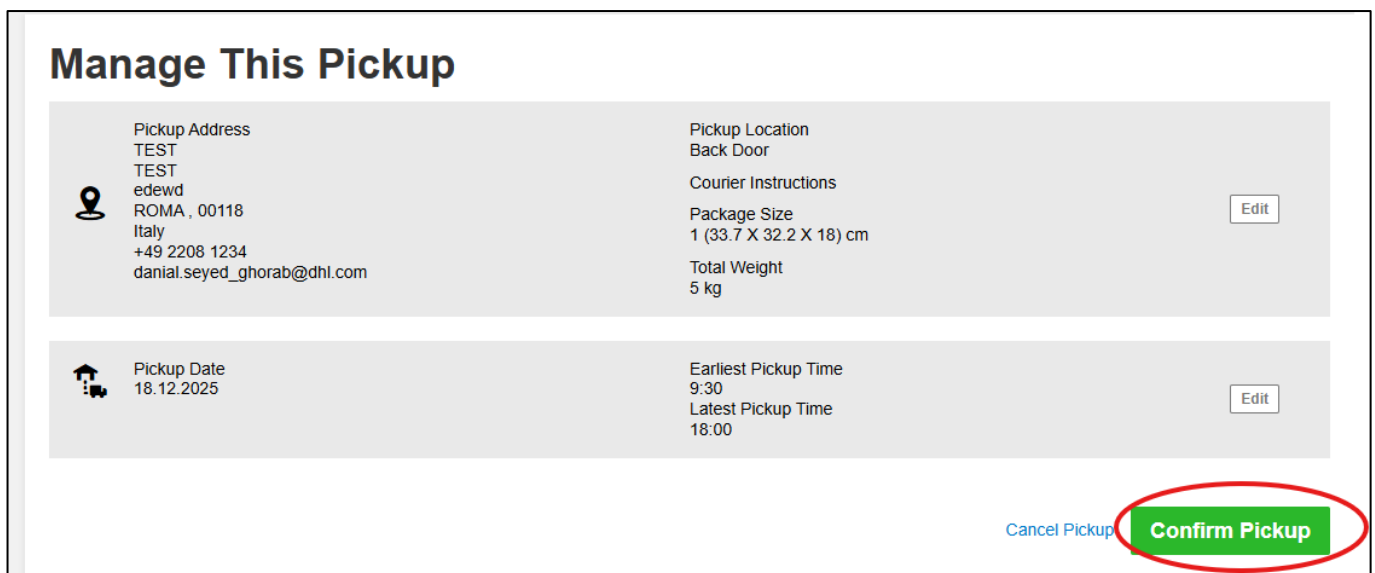 Manage This Pickup
Pickup Address
TEST
TEST
edewd
ROMA , 00118
Italy
+49 2208 1234
danial.seyed_ghorab@dhl.com
Pickup Location
Back Door
Courier Instructions
Package Size
1 (33.7 X 32.2 X 18) cm
Total Weight
5 kg
Edit
Pickup Date
18.12.2025
Earliest Pickup Time
9:30
Latest Pickup Time
18:00
Edit
Cancel Pickup
Confirm Pickup